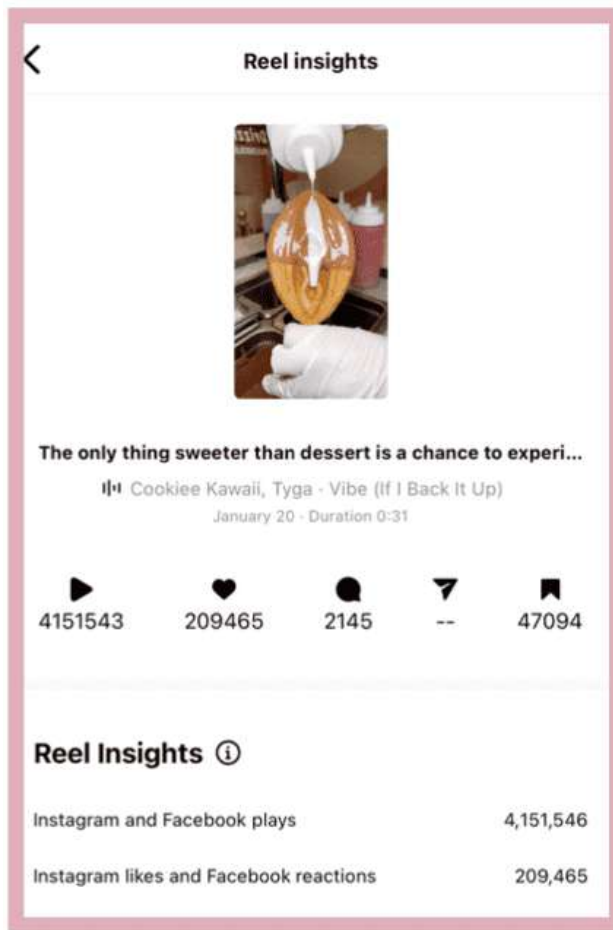 Reel insights
The only thing sweeter than dessert is a chance to experi...
Cookiee Kawaii, Tyga · Vibe (If I Back It Up)
January 20 · Duration 0:31
4151543 209465 2145 -- 47094
Reel Insights
Instagram and Facebook plays 4,151,546
Instagram likes and Facebook reactions 209,465